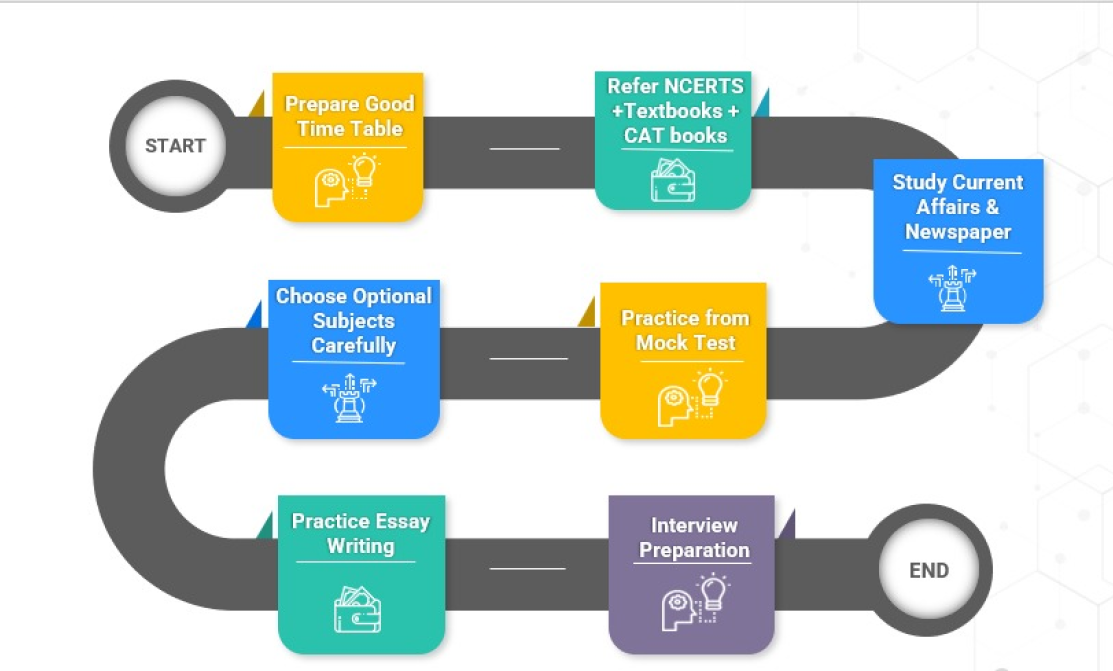 START
Prepare Good
Time Table
Refer NCERTS
+Textbooks +
CAT books
Study Current
Affairs &
Newspaper
Practice from
Mock Test
Choose Optional
Subjects
Carefully
Practice Essay
Writing
Interview
Preparation
END